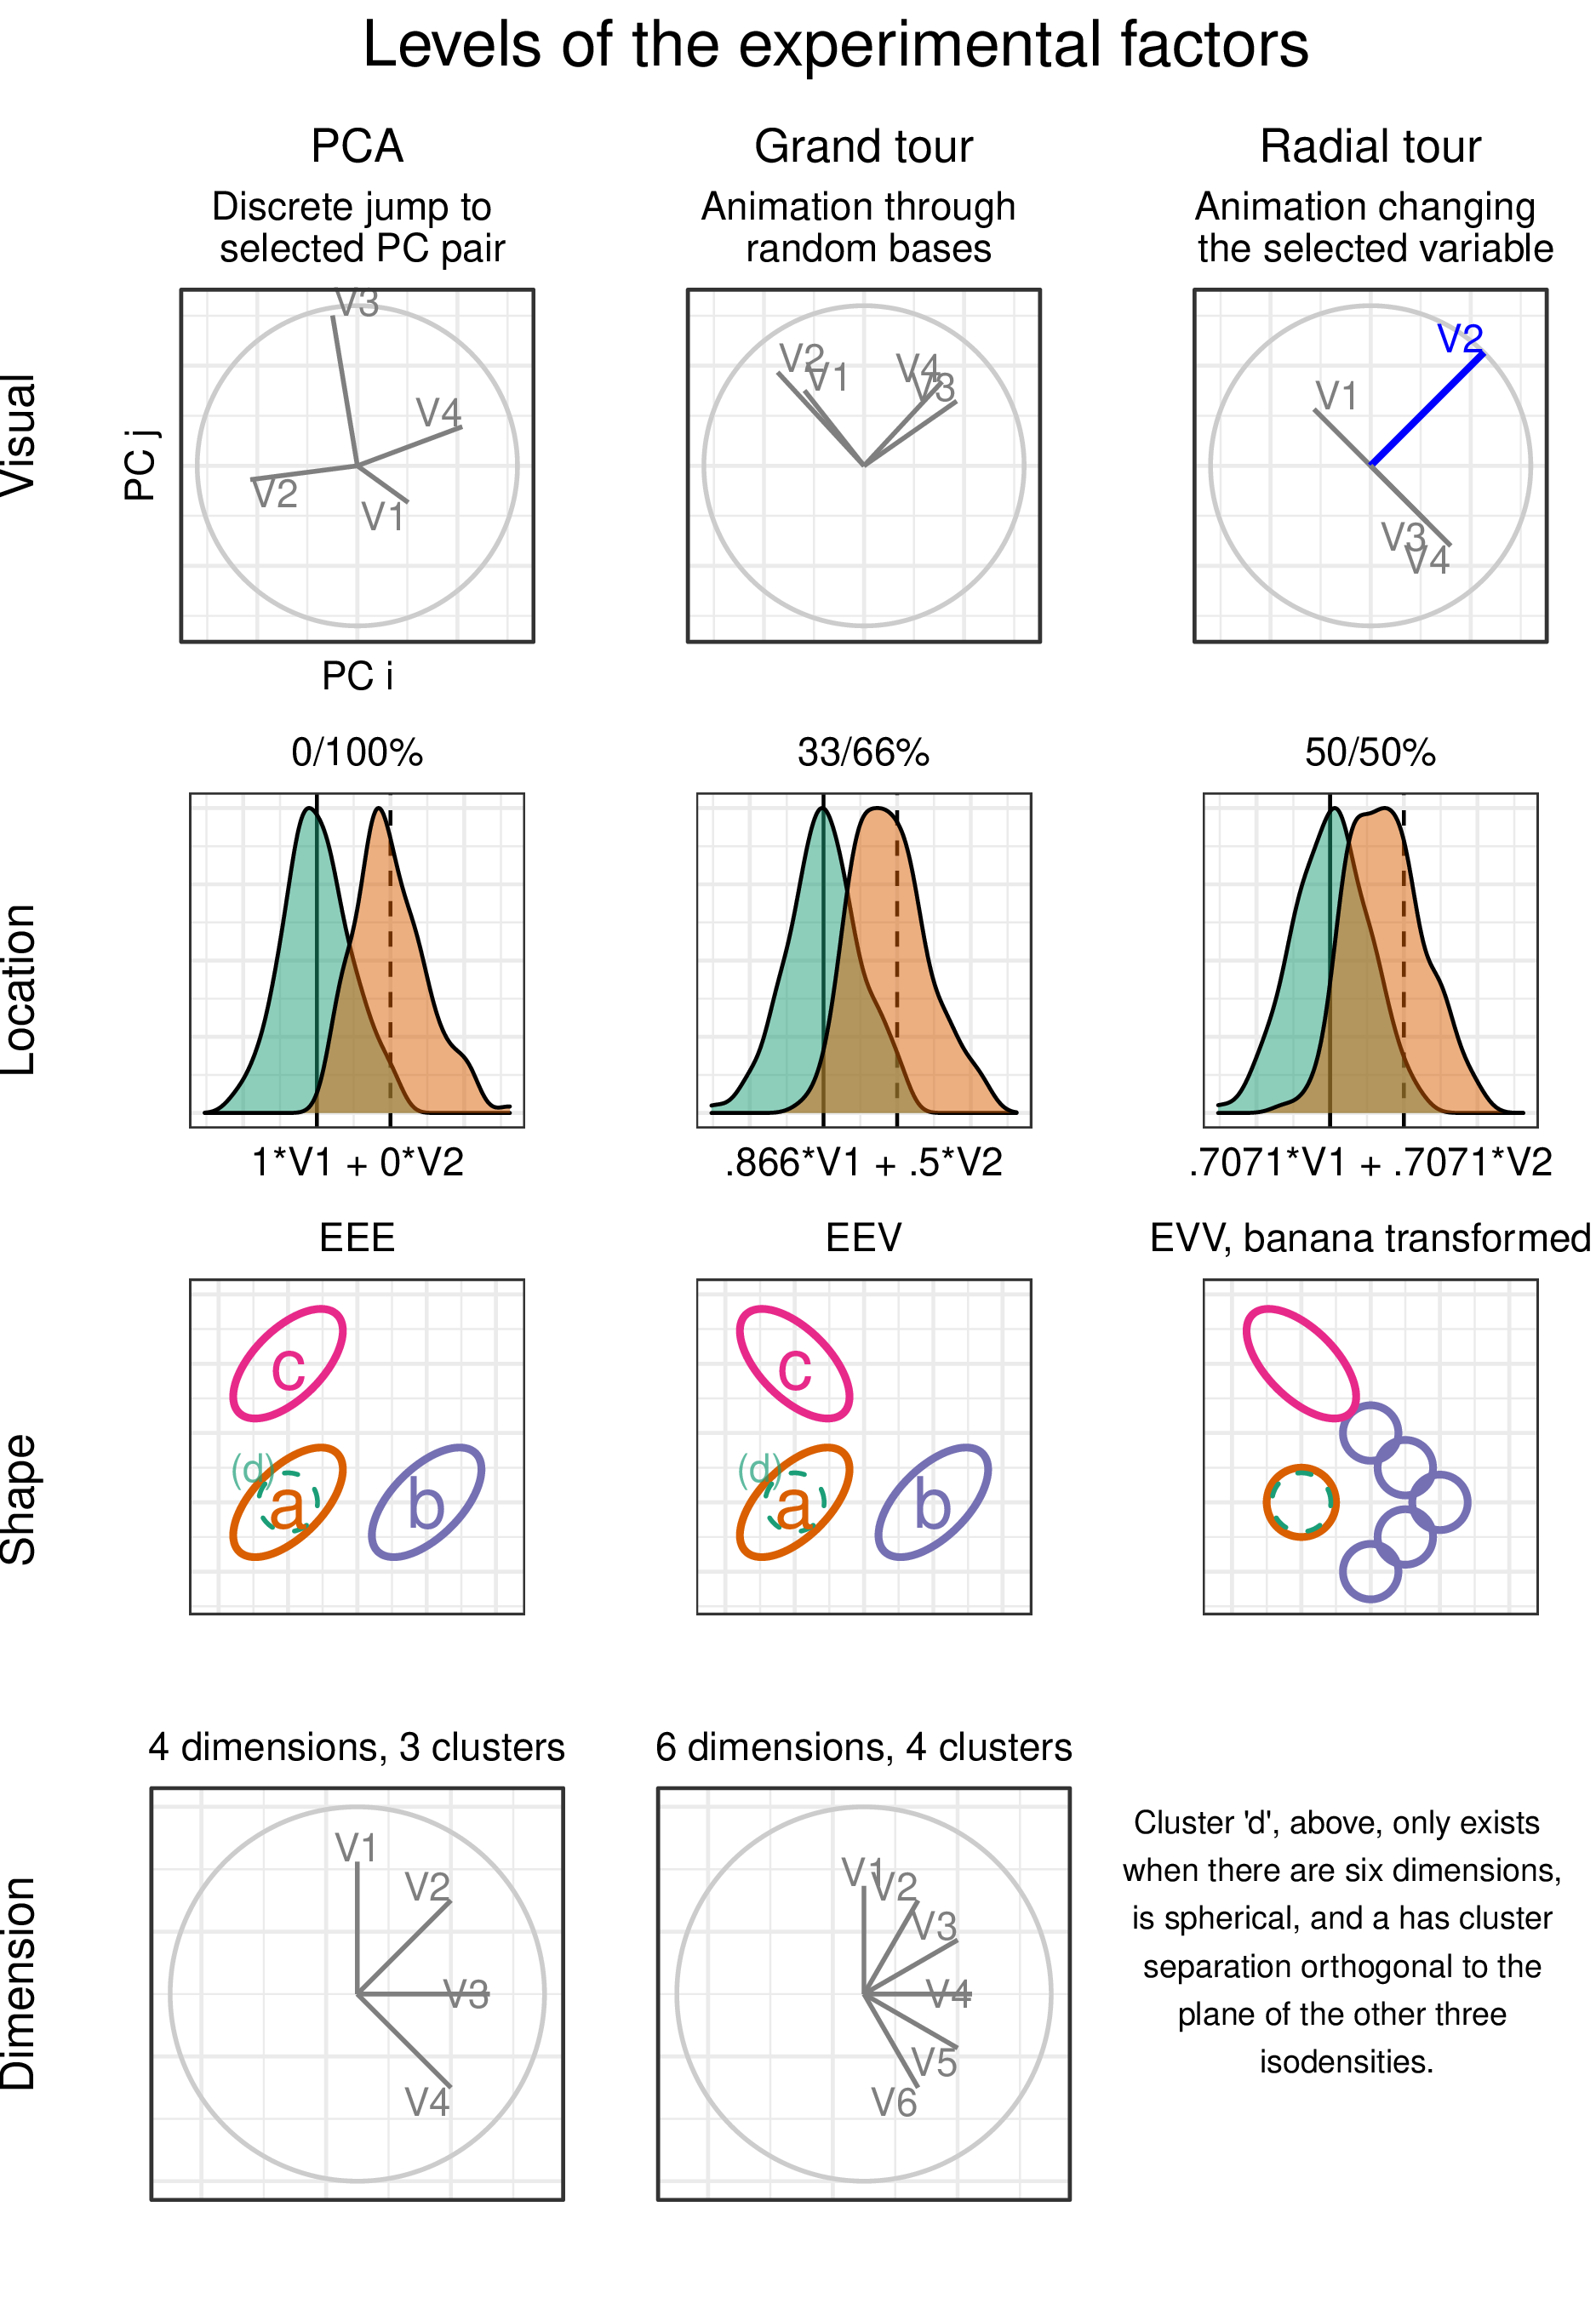 Levels of the experimental factors
PCA
Grand tour
Radial tour
Discrete jump to
selected PC pair
Animation through
random bases
Animation changing
the selected variable
Visual
PC j
V3
V4
V2
V1
PC i
V2
V1
V4
V3
V2
V1
V3
V4
Location
0/100%
33/66%
50/50%
1*V1 + 0*V2
.866*V1 + .5*V2
.7071*V1 + .7071*V2
Shape
EEE
EEV
EVV, banana transformed
c
(d)
a
b
c
(d)
a
b
Dimension
4 dimensions, 3 clusters
6 dimensions, 4 clusters
V1
V2
V3
V4
V1
V2
V3
V4
V5
V6
Cluster 'd', above, only exists
when there are six dimensions,
is spherical, and a has cluster
separation orthogonal to the
plane of the other three
isodensities.